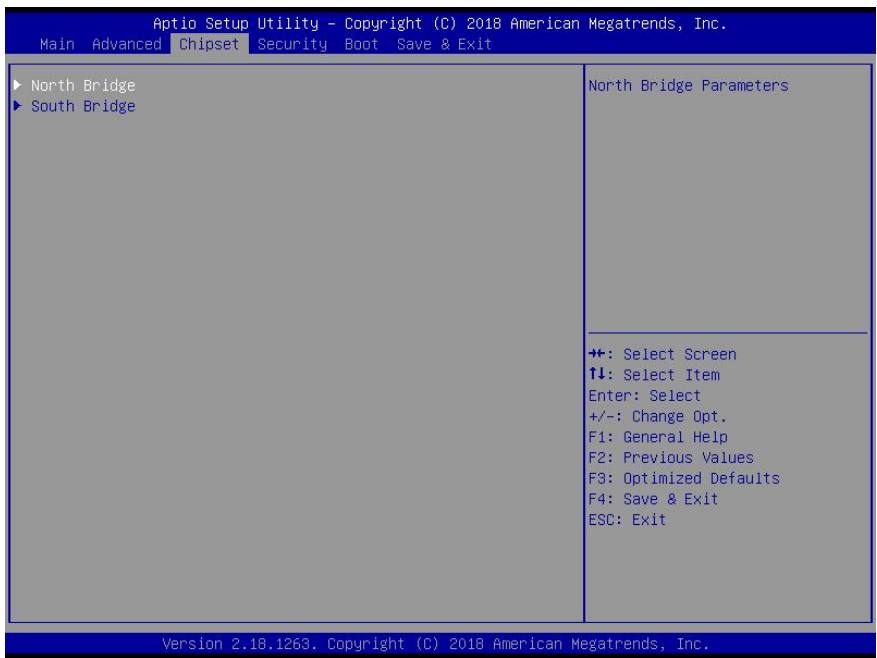 Aptio Setup Utility – Copyright (C) 2018 American Megatrends, Inc.
Main Advanced Chipset Security Boot Save & Exit
▶ North Bridge
▶ South Bridge
North Bridge Parameters
→←: Select Screen
↑↓: Select Item
Enter: Select
+/-: Change Opt.
F1: General Help
F2: Previous Values
F3: Optimized Defaults
F4: Save & Exit
ESC: Exit
Version 2.18.1263. Copyright (C) 2018 American Megatrends, Inc.